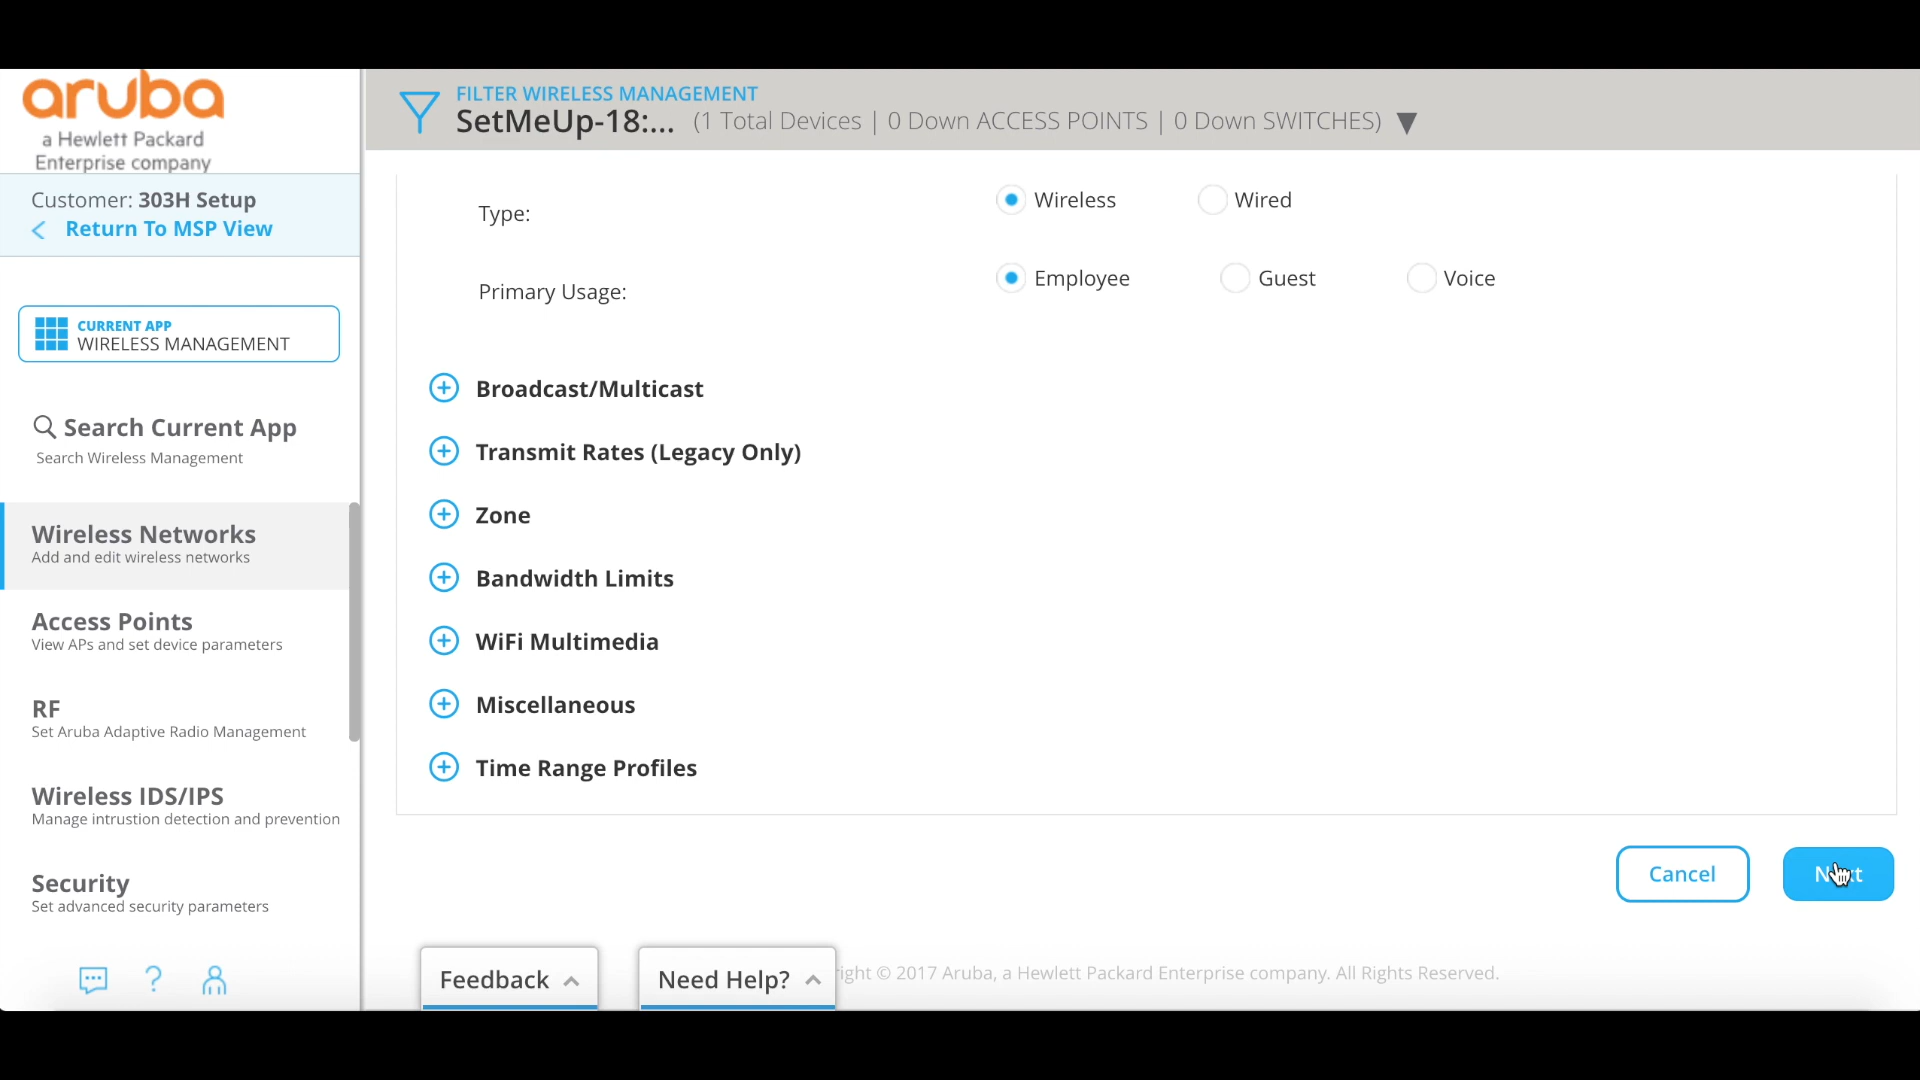 aruba
a Hewlett Packard
Enterprise company
Customer: 303H Setup
Return To MSP View
CURRENT APP
WIRELESS MANAGEMENT
Search Current App
Search Wireless Management
Wireless Networks
Add and edit wireless networks
Access Points
View APs and set device parameters
RF
Set Aruba Adaptive Radio Management
Wireless IDS/IPS
Manage intrustion detection and prevention
Security
Set advanced security parameters
FILTER WIRELESS MANAGEMENT
SetMeUp-18:... (1 Total Devices | 0 Down ACCESS POINTS | 0 Down SWITCHES)
Type: Wireless Wired
Primary Usage: Employee Guest Voice
Broadcast/Multicast
Transmit Rates (Legacy Only)
Zone
Bandwidth Limits
WiFi Multimedia
Miscellaneous
Time Range Profiles
Cancel
Feedback Need Help? © 2017 Aruba, a Hewlett Packard Enterprise company. All Rights Reserved.